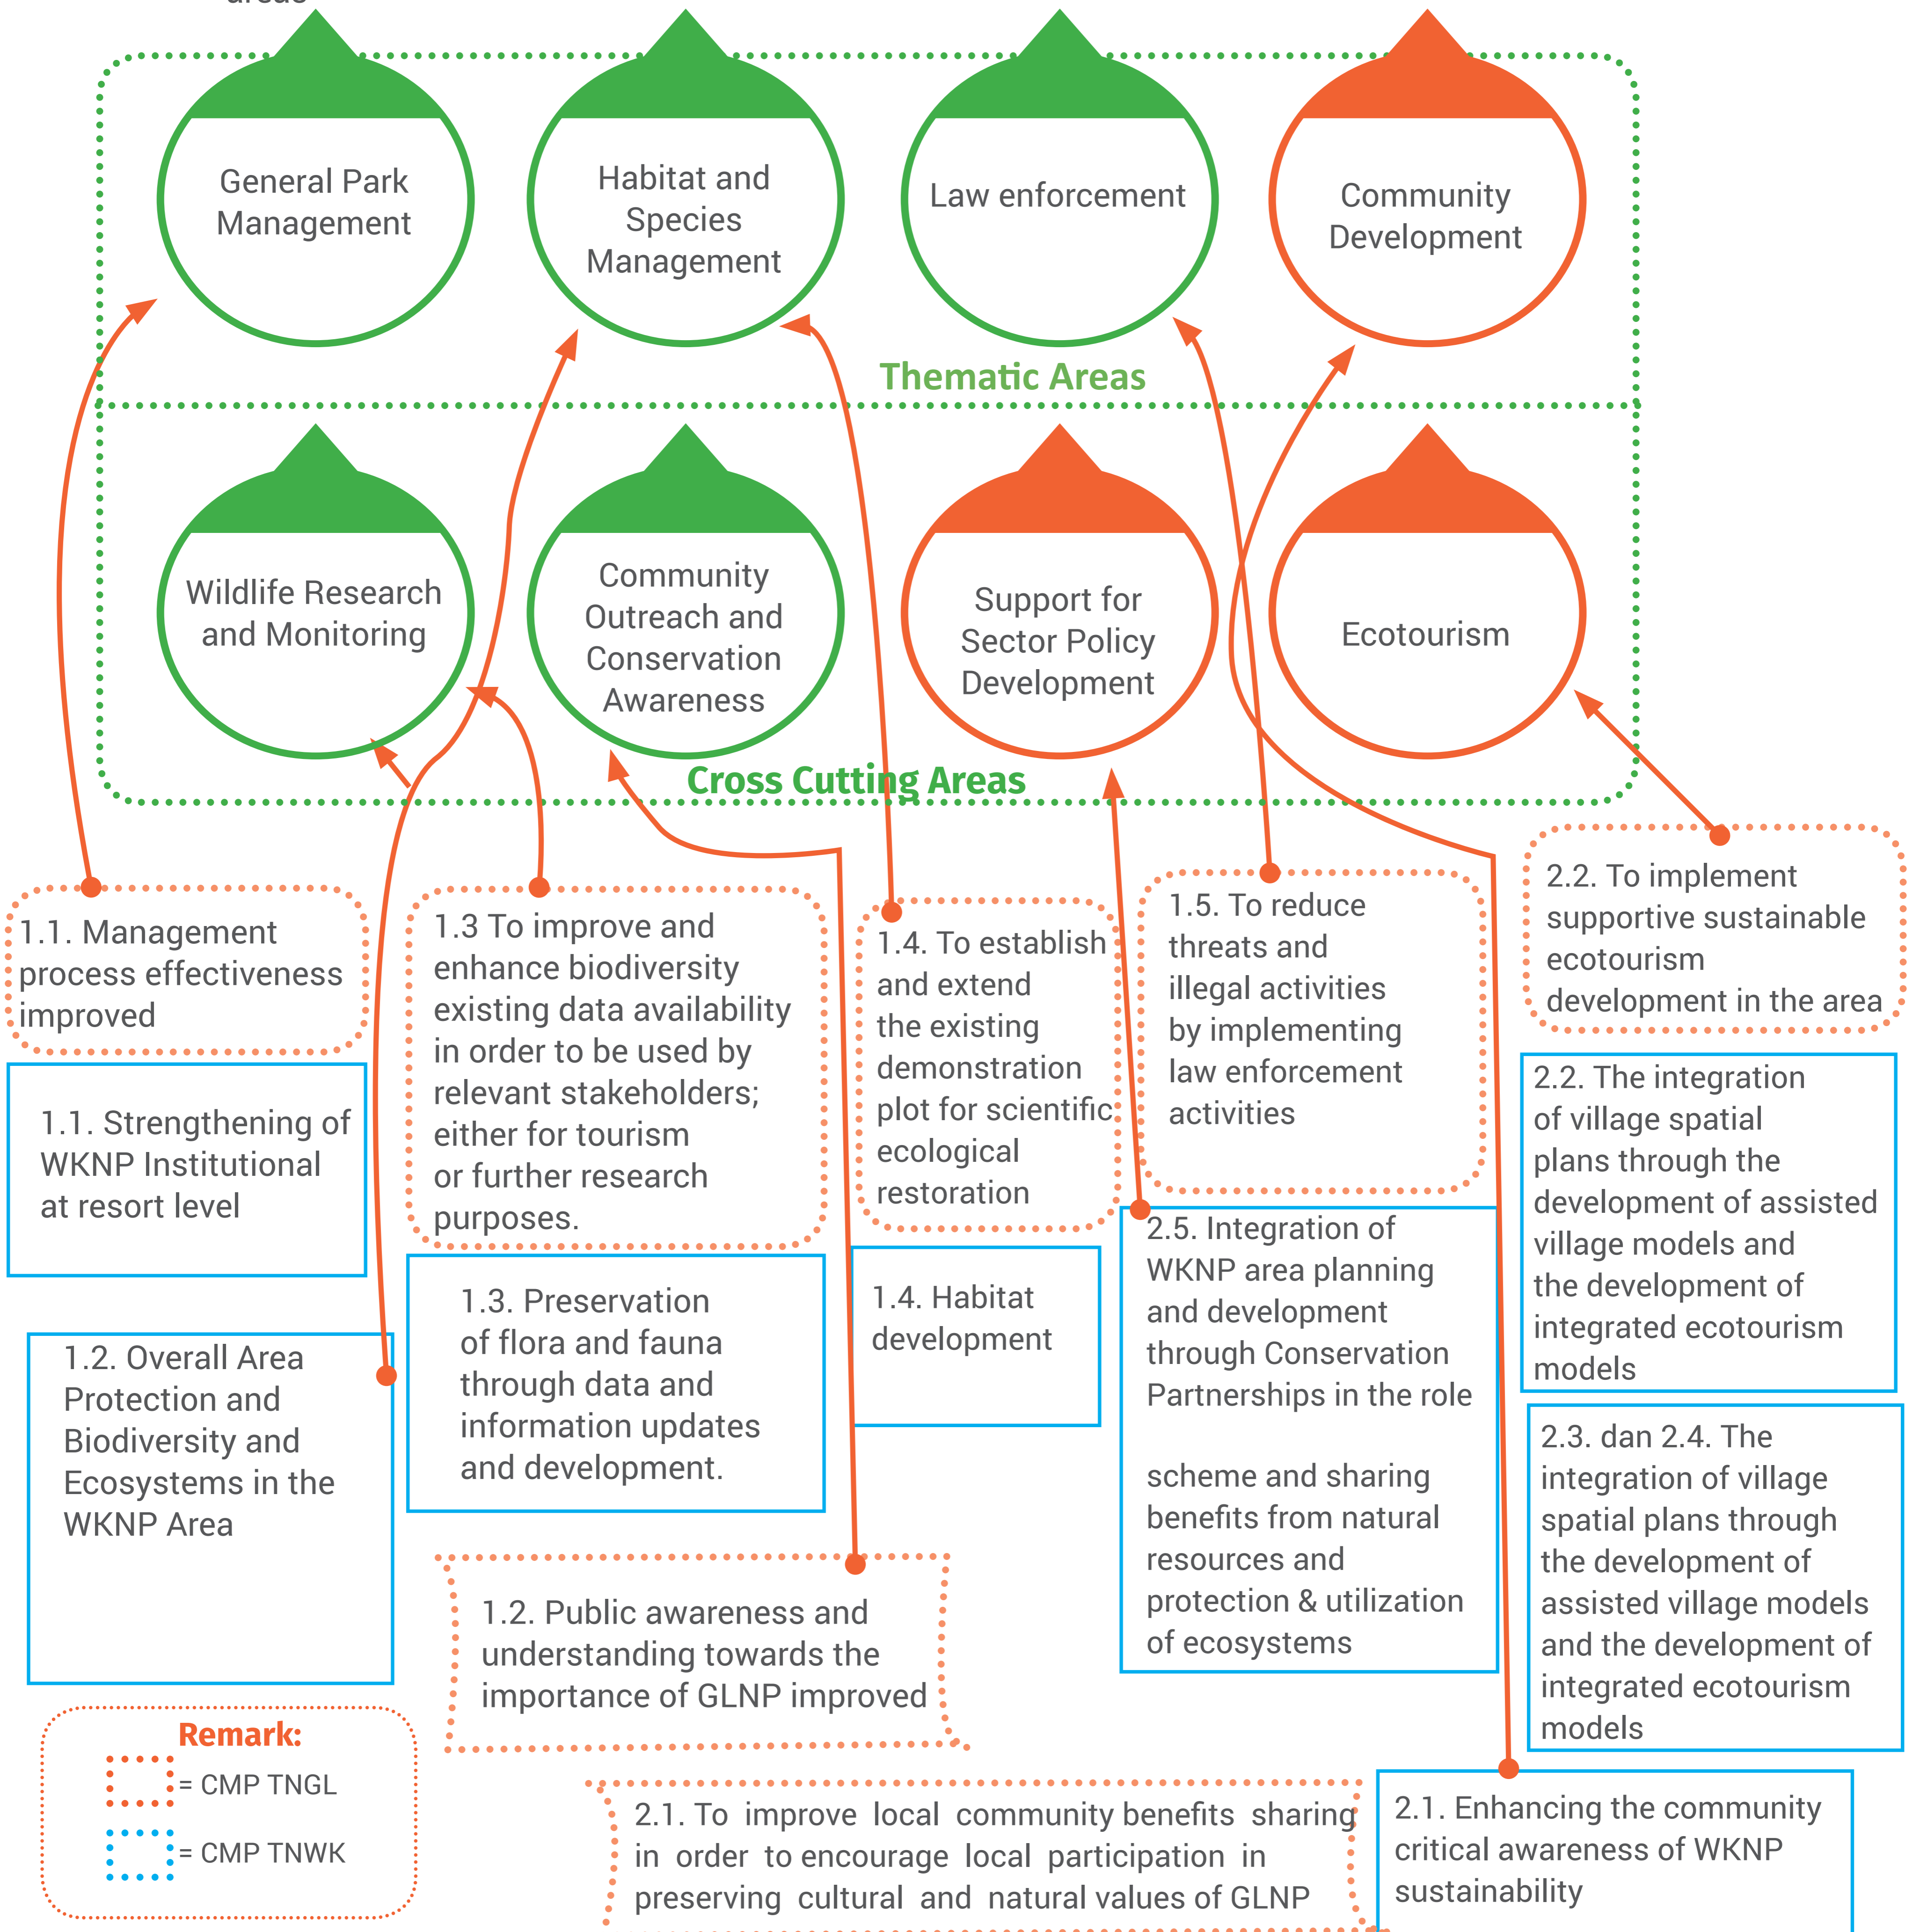 areas
General Park
Management
Habitat and
Species
Management
Law enforcement
Community
Development
Thematic Areas
Wildlife Research
and Monitoring
Community
Outreach and
Conservation
Awareness
Support for
Sector Policy
Development
Ecotourism
Cross Cutting Areas
1.1. Management
process effectiveness
improved
1.3 To improve and
enhance biodiversity
existing data availability
in order to be used by
relevant stakeholders;
either for tourism
or further research
purposes.
1.4. To establish
and extend
the existing
demonstration
plot for scientific
ecological
restoration
1.5. To reduce
threats and
illegal activities
by implementing
law enforcement
activities
2.2. To implement
supportive sustainable
ecotourism
development in the area
1.1. Strengthening of
WKNP Institutional
at resort level
1.2. Overall Area
Protection and
Biodiversity and
Ecosystems in the
WKNP Area
1.3. Preservation
of flora and fauna
through data and
information updates
and development.
1.4. Habitat
development
2.5. Integration of
WKNP area planning
and development
through Conservation
Partnerships in the role
scheme and sharing
benefits from natural
resources and
protection & utilization
of ecosystems
2.2. The integration
of village spatial
plans through the
development of assisted
village models and
the development of
integrated ecotourism
models
2.3. dan 2.4. The
integration of village
spatial plans through
the development of
assisted village models
and the development of
integrated ecotourism
models
1.2. Public awareness and
understanding towards the
importance of GLNP improved
Remark:
= CMP TNGL
= CMP TNWK
2.1. To improve local community benefits sharing
in order to encourage local participation in
preserving cultural and natural values of GLNP
2.1. Enhancing the community
critical awareness of WKNP
sustainability